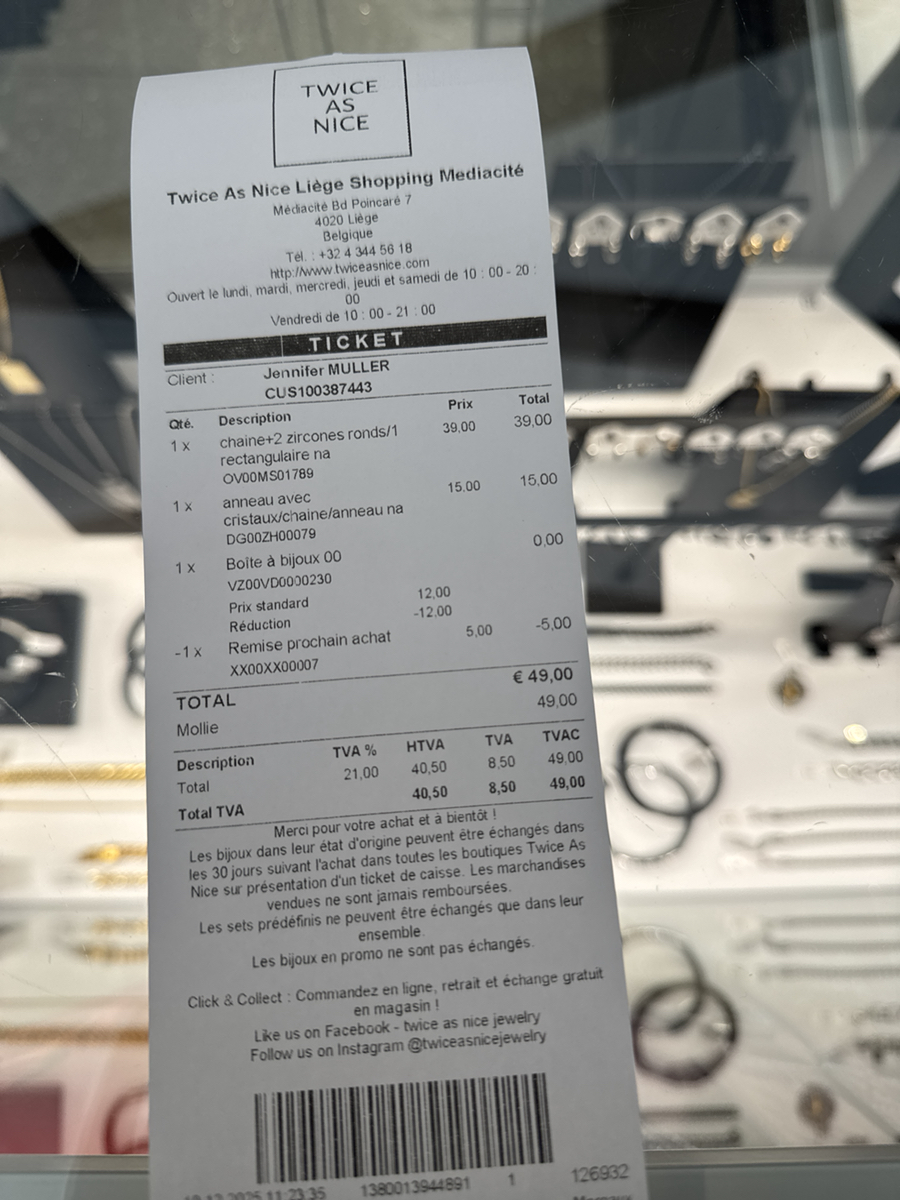 TWICE
AS
NICE
Twice As Nice Liège Shopping Mediacité
Médiacité Bd Poincaré 7
4020 Liège
Belgique
Tél. : +32 4 344 56 18
http://www.twiceasnice.com
Ouvert le lundi, mardi, mercredi, jeudi et samedi de 10 : 00 - 20 :
00
Vendredi de 10 : 00 - 21 : 00
TICKET
Client : Jennifer MULLER
CUS100387443
Qté. Description Prix Total
1 x chaine+2 zircones ronds/1 39,00 39,00
rectangulaire na
OV00MS01789
1 x anneau avec 15,00 15,00
cristaux/chaine/anneau na
DG00ZH00079
1 x Boîte à bijoux 00 0,00
VZ00VD0000230
Prix standard 12,00
Réduction -12,00
-1 x Remise prochain achat 5,00 -5,00
XX00XX00007
TOTAL € 49,00
Mollie 49,00
Description TVA % HTVA TVA TVAC
Total 21,00 40,50 8,50 49,00
Total TVA 40,50 8,50 49,00
Merci pour votre achat et à bientôt !
Les bijoux dans leur état d'origine peuvent être échangés dans
les 30 jours suivant l'achat dans toutes les boutiques Twice As
Nice sur présentation d'un ticket de caisse. Les marchandises
vendues ne sont jamais remboursées.
Les sets prédéfinis ne peuvent être échangés que dans leur
ensemble.
Les bijoux en promo ne sont pas échangés.
Click & Collect : Commandez en ligne, retrait et échange gratuit
en magasin !
Like us on Facebook - twice as nice jewelry
Follow us on Instagram @twiceasnicejewelry
2025 11:23:35 1380013944891 1 126932